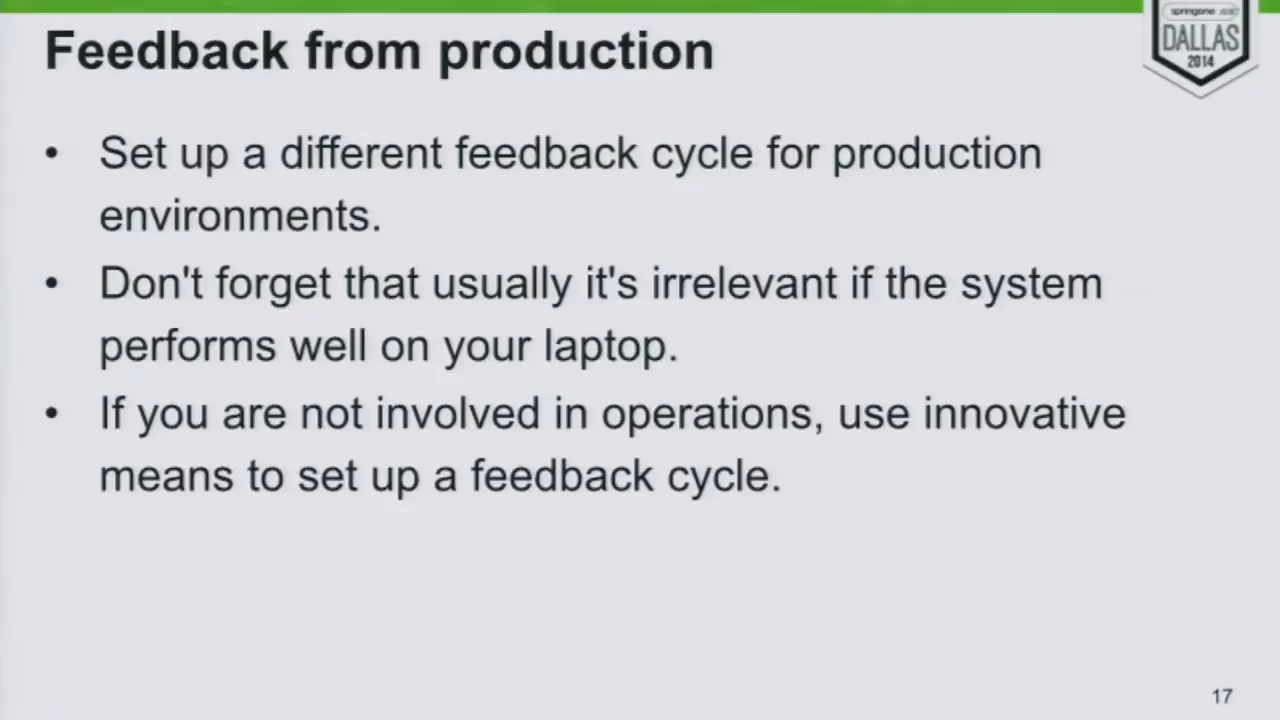 Feedback from production
springone
DALLAS
2014
• Set up a different feedback cycle for production
environments.
• Don't forget that usually it's irrelevant if the system
performs well on your laptop.
• If you are not involved in operations, use innovative
means to set up a feedback cycle.
17